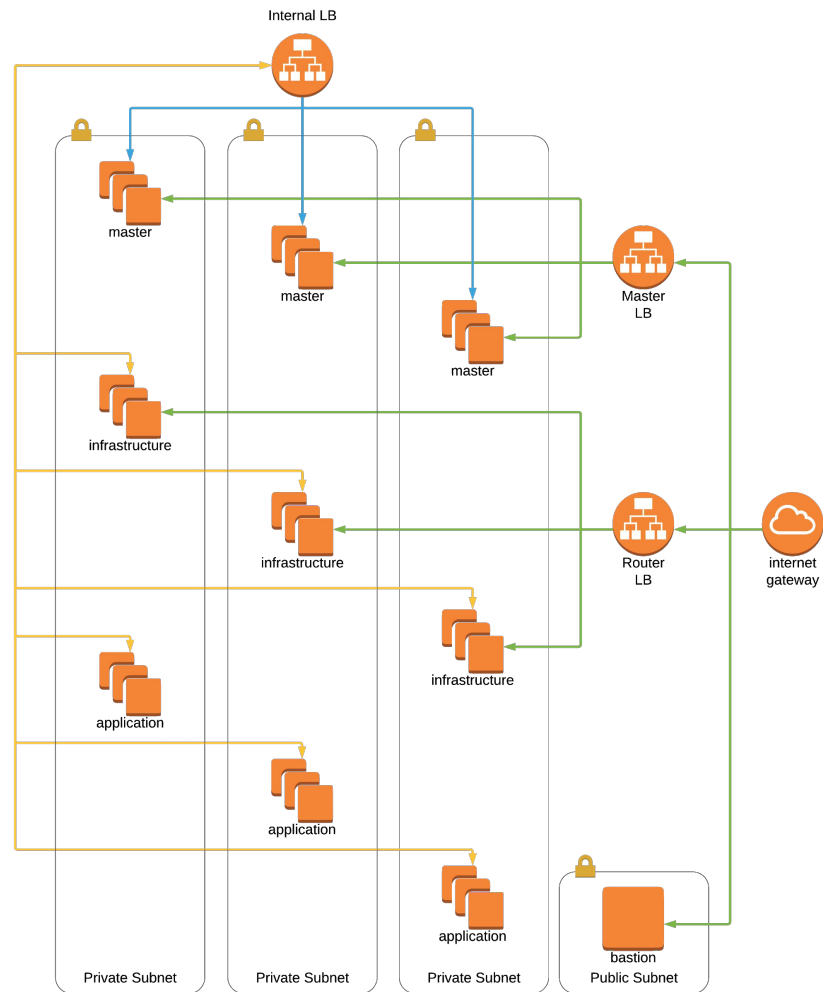 Internal LB
master
master
Master
LB
master
infrastructure
infrastructure
Router
LB
internet
gateway
infrastructure
application
application
application
bastion
Private Subnet
Private Subnet
Private Subnet
Public Subnet